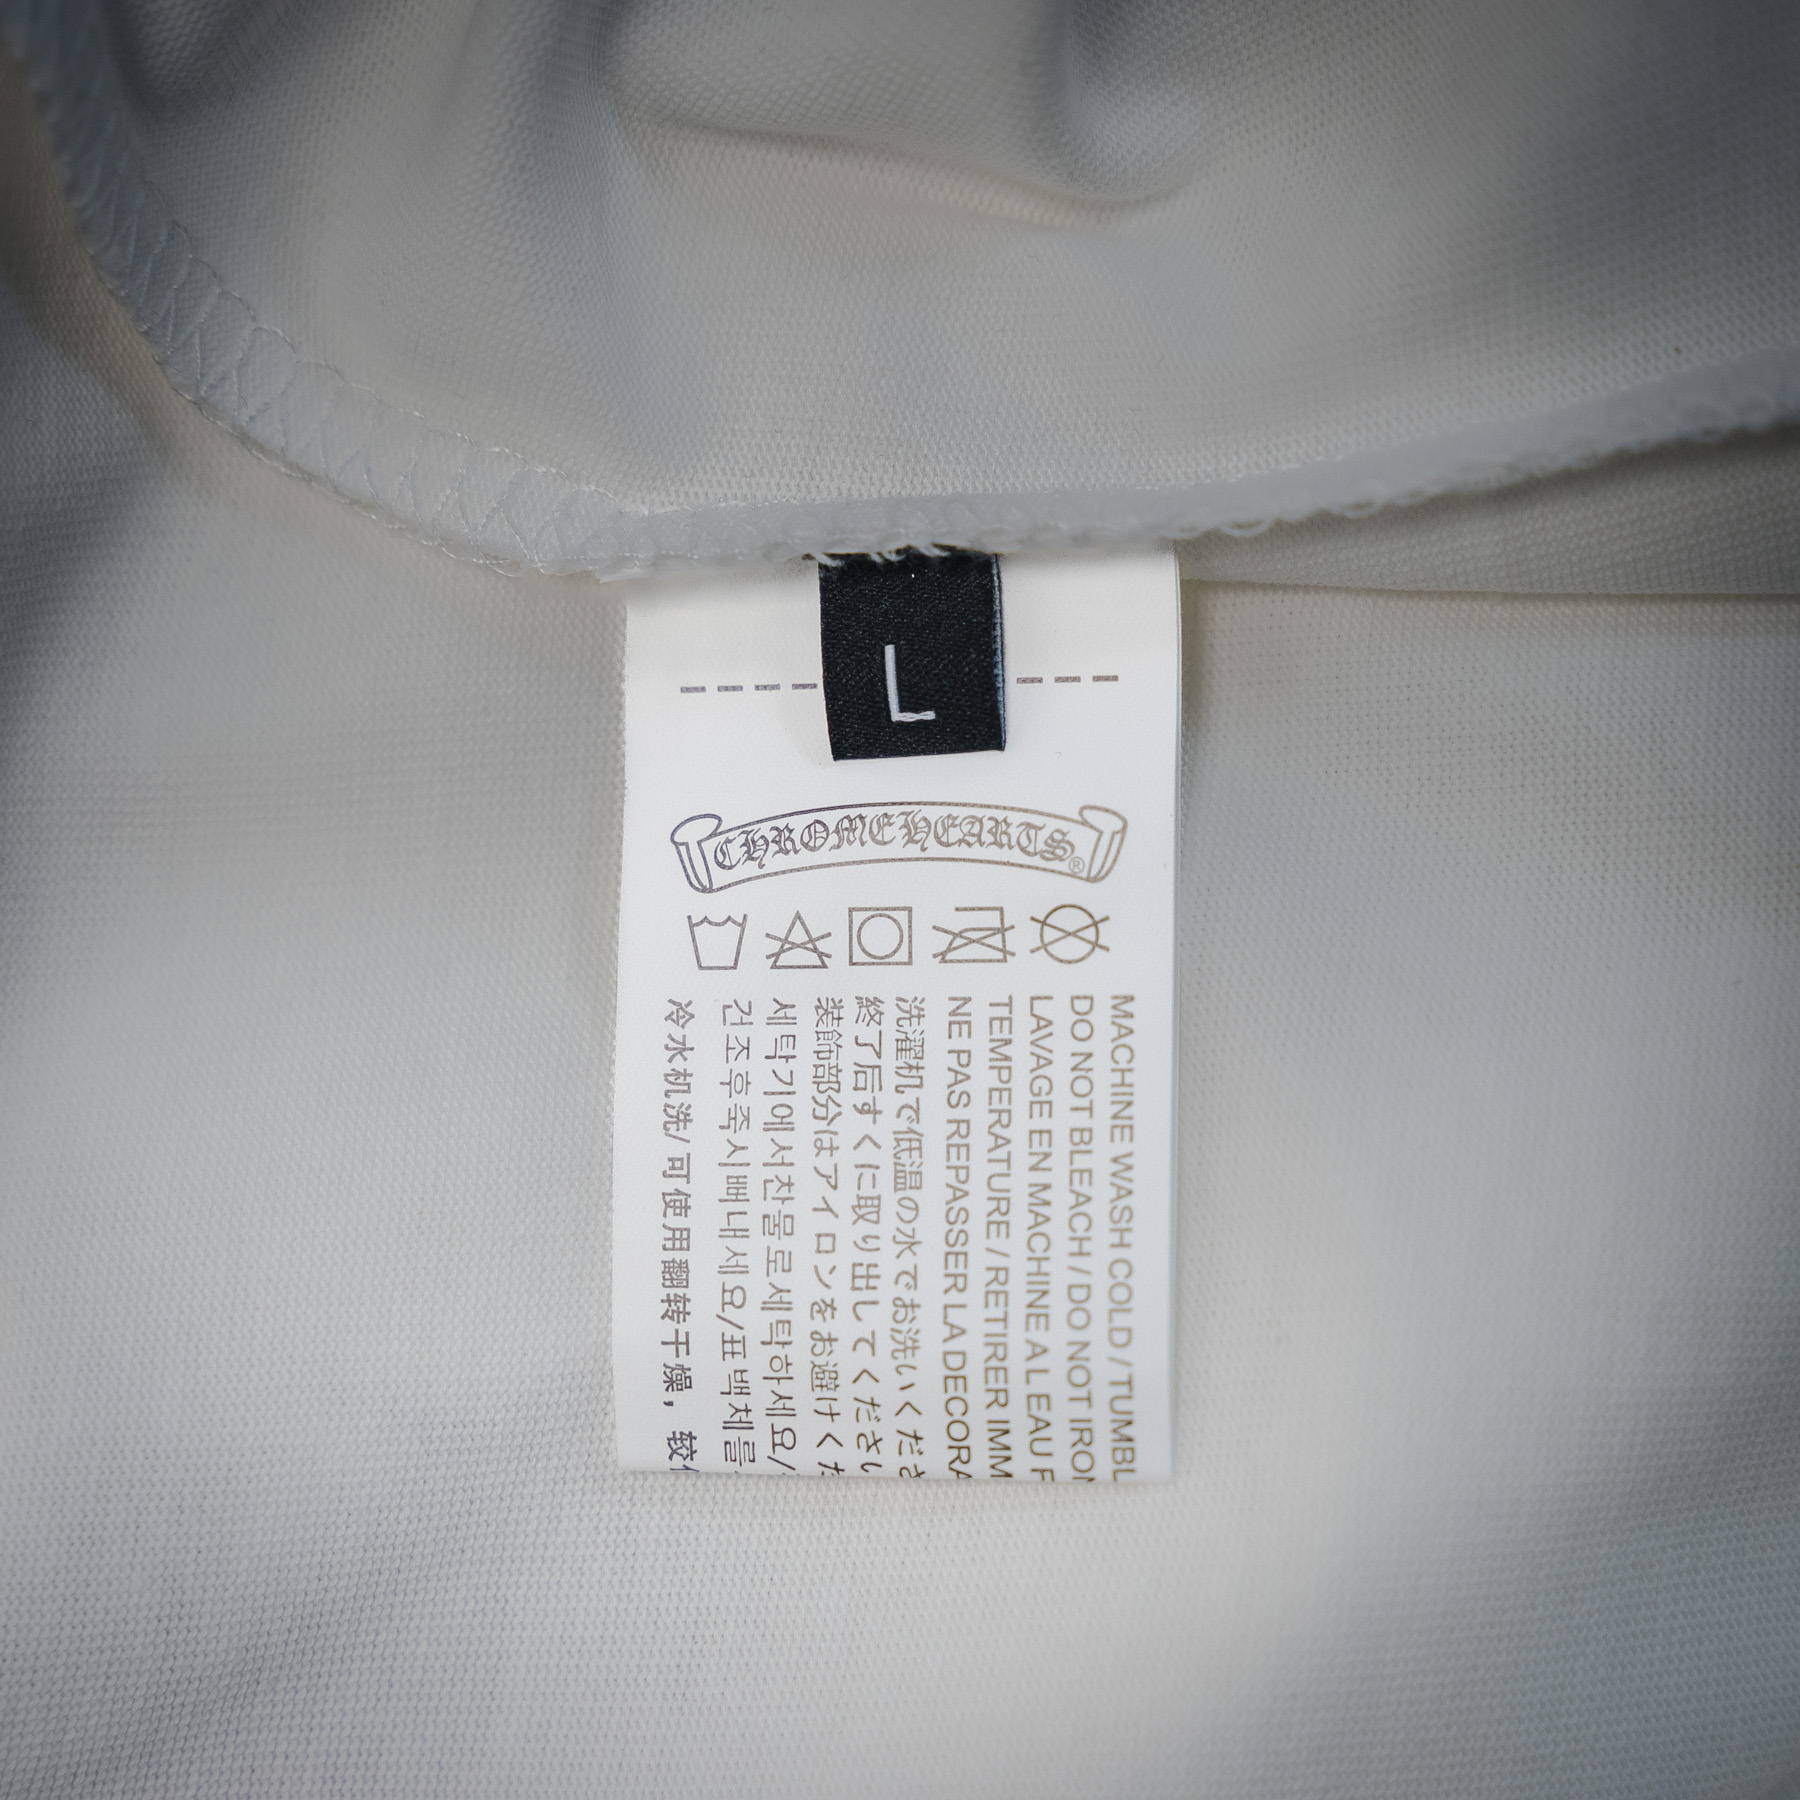 L
CHROME HEARTS®
MACHINE WASH COLD / TUMBL
DO NOT BLEACH / DO NOT IRON
LAVAGE EN MACHINE A L EAU F
TEMPERATURE / RETIRER IMM
NE PAS REPASSER LA DECORA
洗濯机で低温の水でお洗いくださ
終了后すくに取り出してください
装飾部分はアイロンをお避けくだ
세탁기에서찬물로세탁하세요/
건조후즉시빼내세요/표백제를
冷水机洗/可使用翻转干燥，较